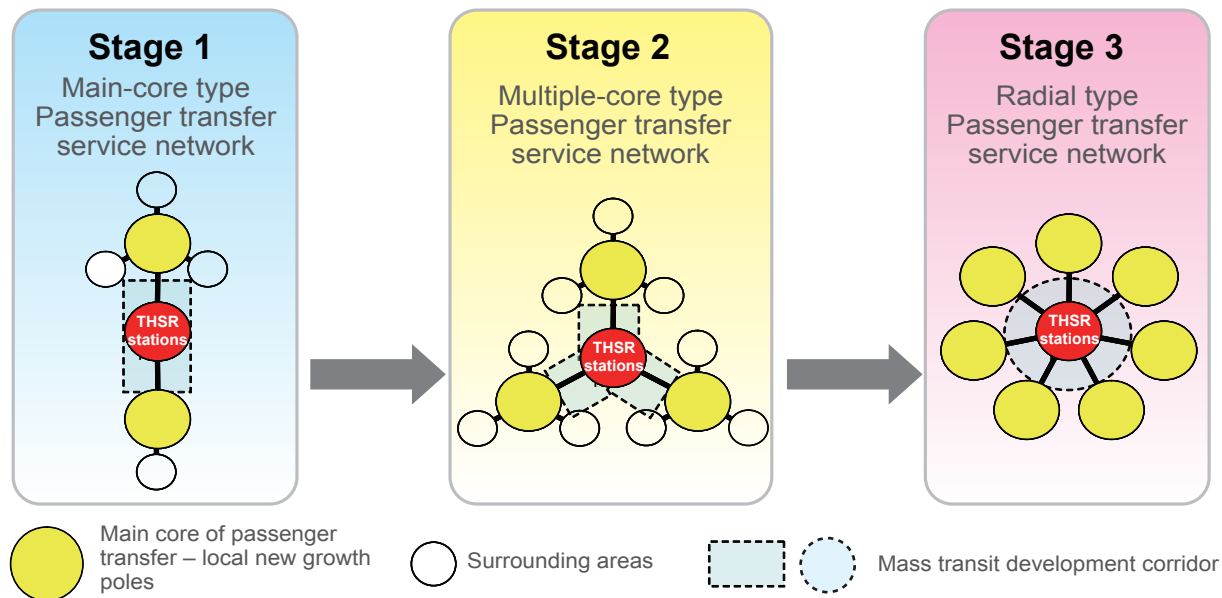 Stage 1
Main-core type
Passenger transfer
service network
THSR
stations
Stage 2
Multiple-core type
Passenger transfer
service network
THSR
stations
Stage 3
Radial type
Passenger transfer
service network
THSR
stations
Main core of passenger
transfer – local new growth
poles
Surrounding areas
Mass transit development corridor